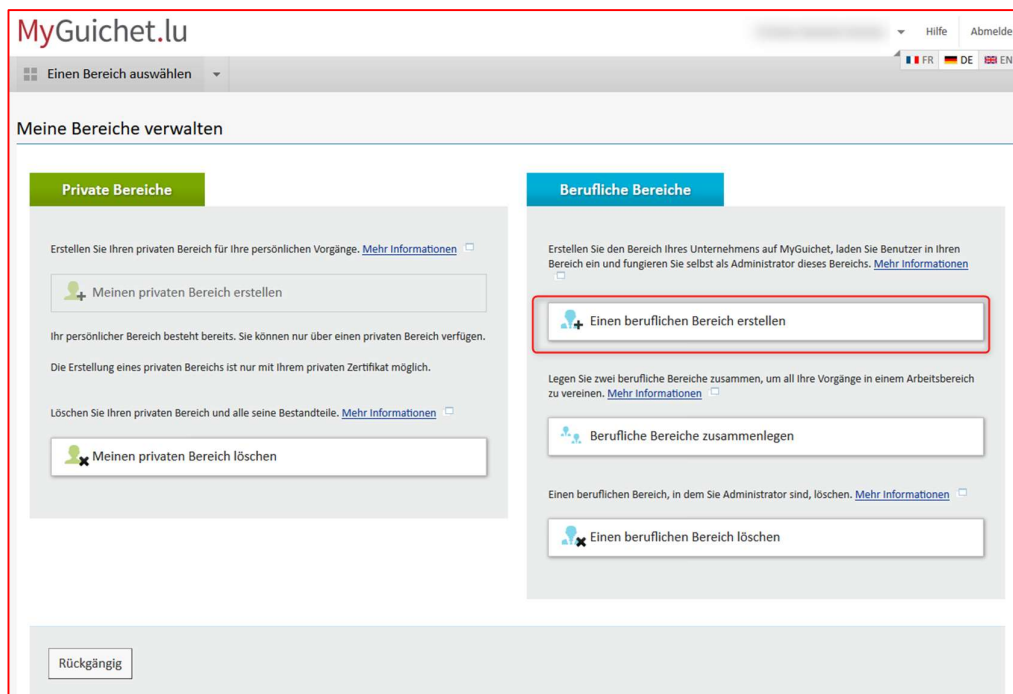 MyGuichet.lu
Hilfe
Abmelde
FR DE EN
Einen Bereich auswählen
Meine Bereiche verwalten
Private Bereiche
Erstellen Sie Ihren privaten Bereich für Ihre persönlichen Vorgänge. Mehr Informationen
Meinen privaten Bereich erstellen
Ihr persönlicher Bereich besteht bereits. Sie können nur über einen privaten Bereich verfügen.
Die Erstellung eines privaten Bereichs ist nur mit Ihrem privaten Zertifikat möglich.
Löschen Sie Ihren privaten Bereich und alle seine Bestandteile. Mehr Informationen
Meinen privaten Bereich löschen
Berufliche Bereiche
Erstellen Sie den Bereich Ihres Unternehmens auf MyGuichet, laden Sie Benutzer in Ihren
Bereich ein und fungieren Sie selbst als Administrator dieses Bereichs. Mehr Informationen
Einen beruflichen Bereich erstellen
Legen Sie zwei berufliche Bereiche zusammen, um all Ihre Vorgänge in einem Arbeitsbereich
zu vereinen. Mehr Informationen
Berufliche Bereiche zusammenlegen
Einen beruflichen Bereich, in dem Sie Administrator sind, löschen. Mehr Informationen
Einen beruflichen Bereich löschen
Rückgängig